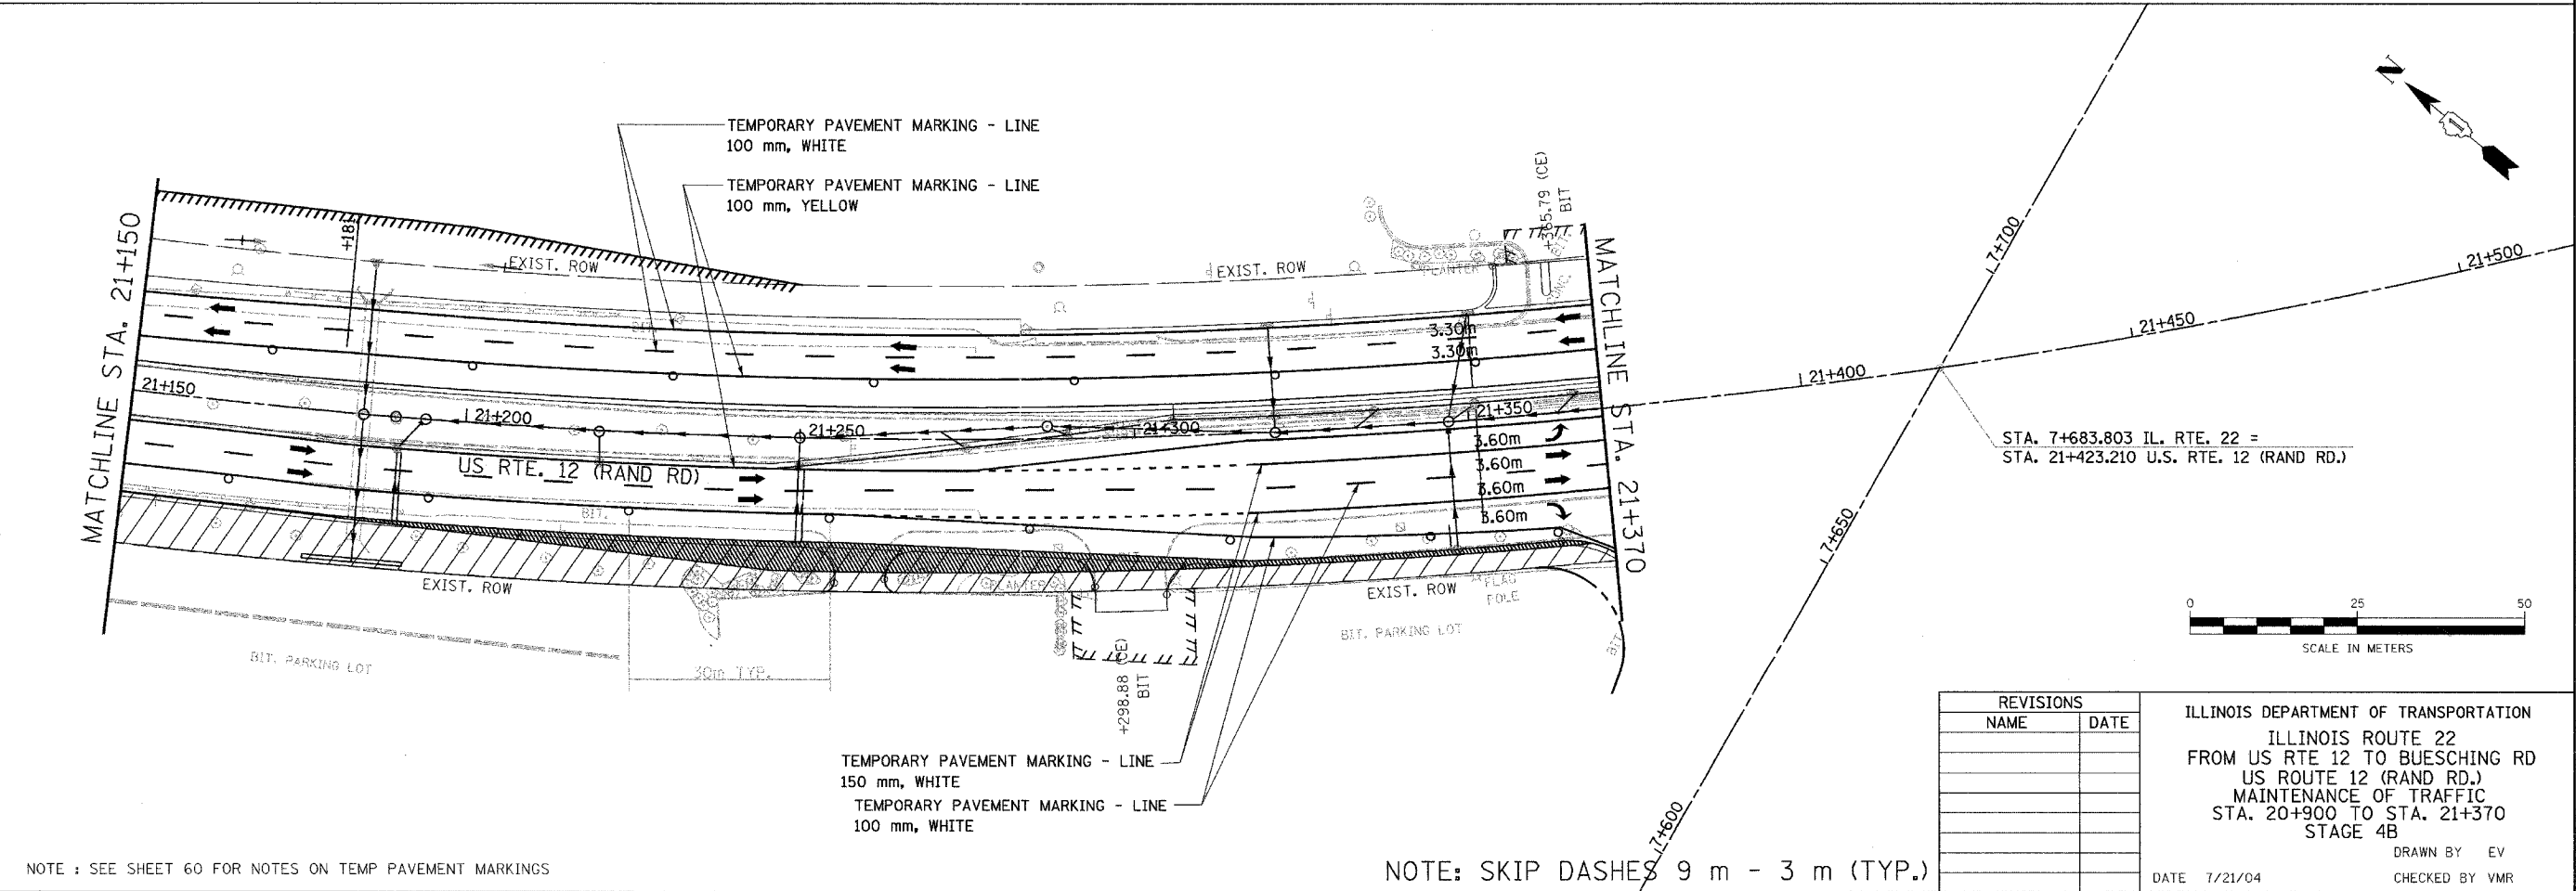 TEMPORARY PAVEMENT MARKING - LINE
100 mm, WHITE
TEMPORARY PAVEMENT MARKING - LINE
100 mm, YELLOW
N
MATCHLINE STA. 21+150
+181
EXIST. ROW
EXIST. ROW
PLANTER
+365.79 (CE)
BIT
MATCHLINE STA. 21+370
3.30m
3.30m
21+150
21+200
21+250
21+300
21+350
21+400
21+450
21+500
7+700
7+650
7+600
US RTE. 12 (RAND RD)
3.60m
3.60m
3.60m
3.60m
STA. 7+683.803 IL. RTE. 22 =
STA. 21+423.210 U.S. RTE. 12 (RAND RD.)
BIT.
EXIST. ROW
PLANTER
EXIST. ROW
FLAG
POLE
BIT. PARKING LOT
BIT. PARKING LOT
BIT
30m TYP.
+298.88 (CE)
BIT
0 25 50
SCALE IN METERS
TEMPORARY PAVEMENT MARKING - LINE
150 mm, WHITE
TEMPORARY PAVEMENT MARKING - LINE
100 mm, WHITE
NOTE : SEE SHEET 60 FOR NOTES ON TEMP PAVEMENT MARKINGS
NOTE: SKIP DASHES 9 m - 3 m (TYP.)
REVISIONS
NAME DATE
ILLINOIS DEPARTMENT OF TRANSPORTATION
ILLINOIS ROUTE 22
FROM US RTE 12 TO BUESCHING RD
US ROUTE 12 (RAND RD.)
MAINTENANCE OF TRAFFIC
STA. 20+900 TO STA. 21+370
STAGE 4B
DRAWN BY EV
DATE 7/21/04
CHECKED BY VMR